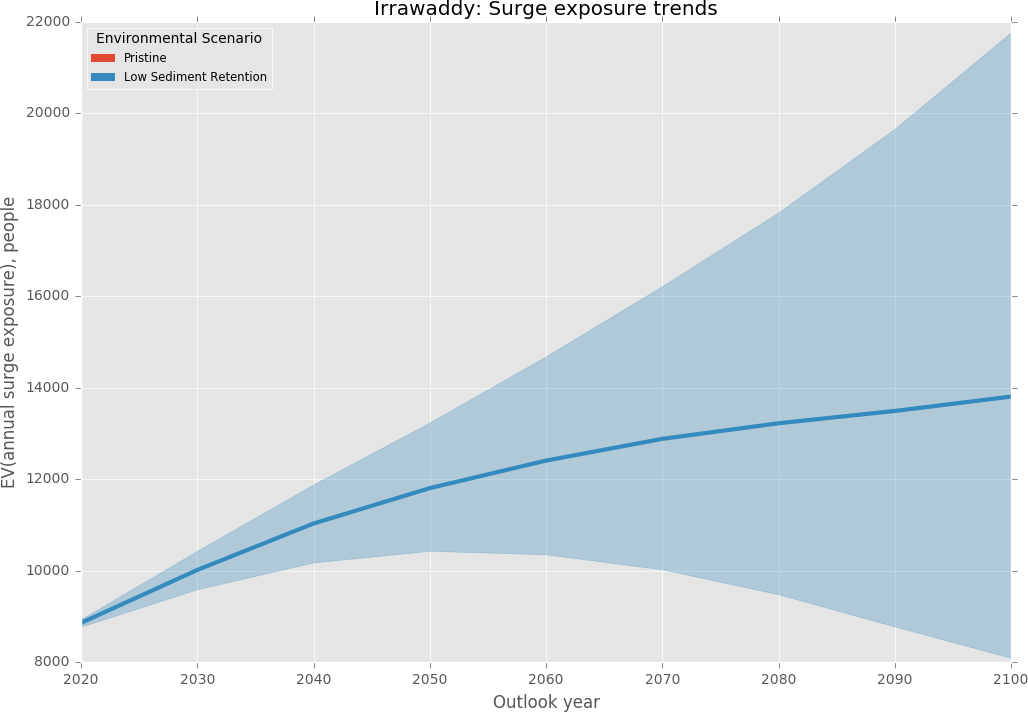 Irrawaddy: Surge exposure trends
22000
20000
18000
16000
14000
12000
10000
8000
EV(annual surge exposure), people
Environmental Scenario
Pristine
Low Sediment Retention
2020 2030 2040 2050 2060 2070 2080 2090 2100
Outlook year